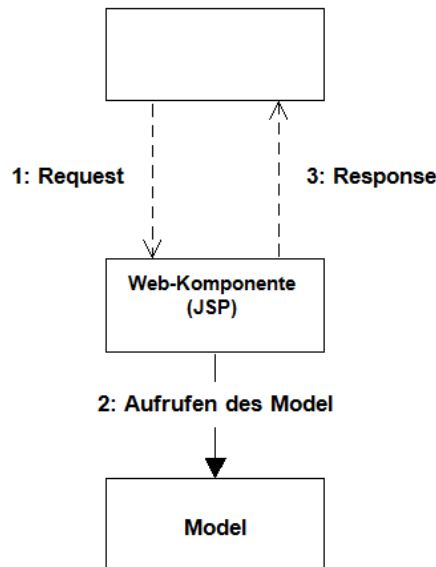 1: Request
3: Response
Web-Komponente
(JSP)
2: Aufrufen des Model
Model